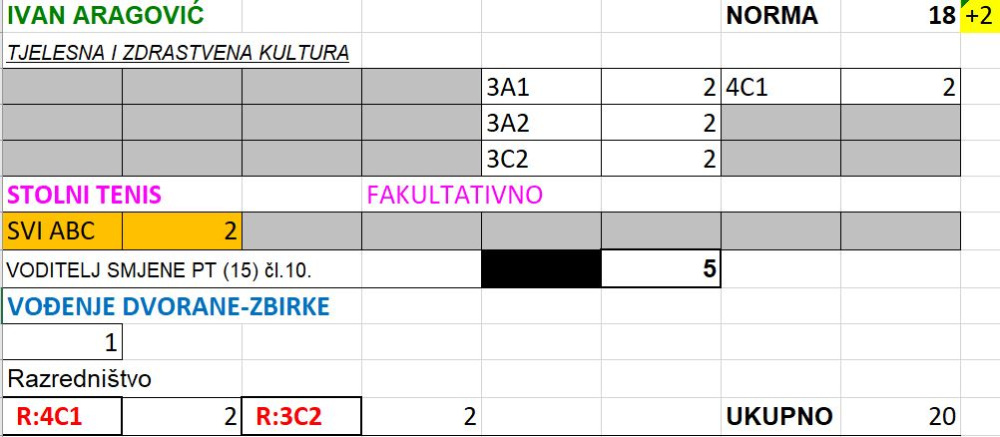 IVAN ARAGOVIĆ NORMA 18 +2
TJELESNA I ZDRASTVENA KULTURA
3A1 2 4C1 2
3A2 2
3C2 2
STOLNI TENIS FAKULTATIVNO
SVI ABC 2
VODITELJ SMJENE PT (15) čl.10. 5
VOĐENJE DVORANE-ZBIRKE
1
Razredništvo
R:4C1 2 R:3C2 2 UKUPNO 20